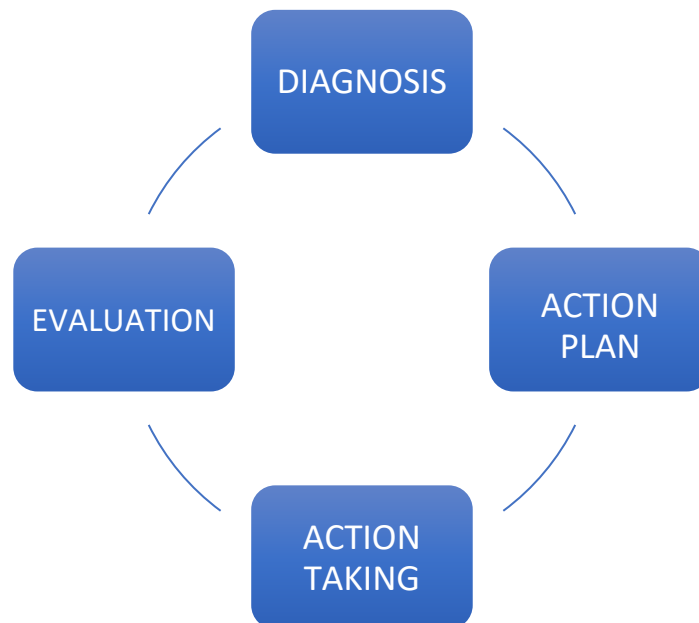 DIAGNOSIS
ACTION
PLAN
ACTION
TAKING
EVALUATION